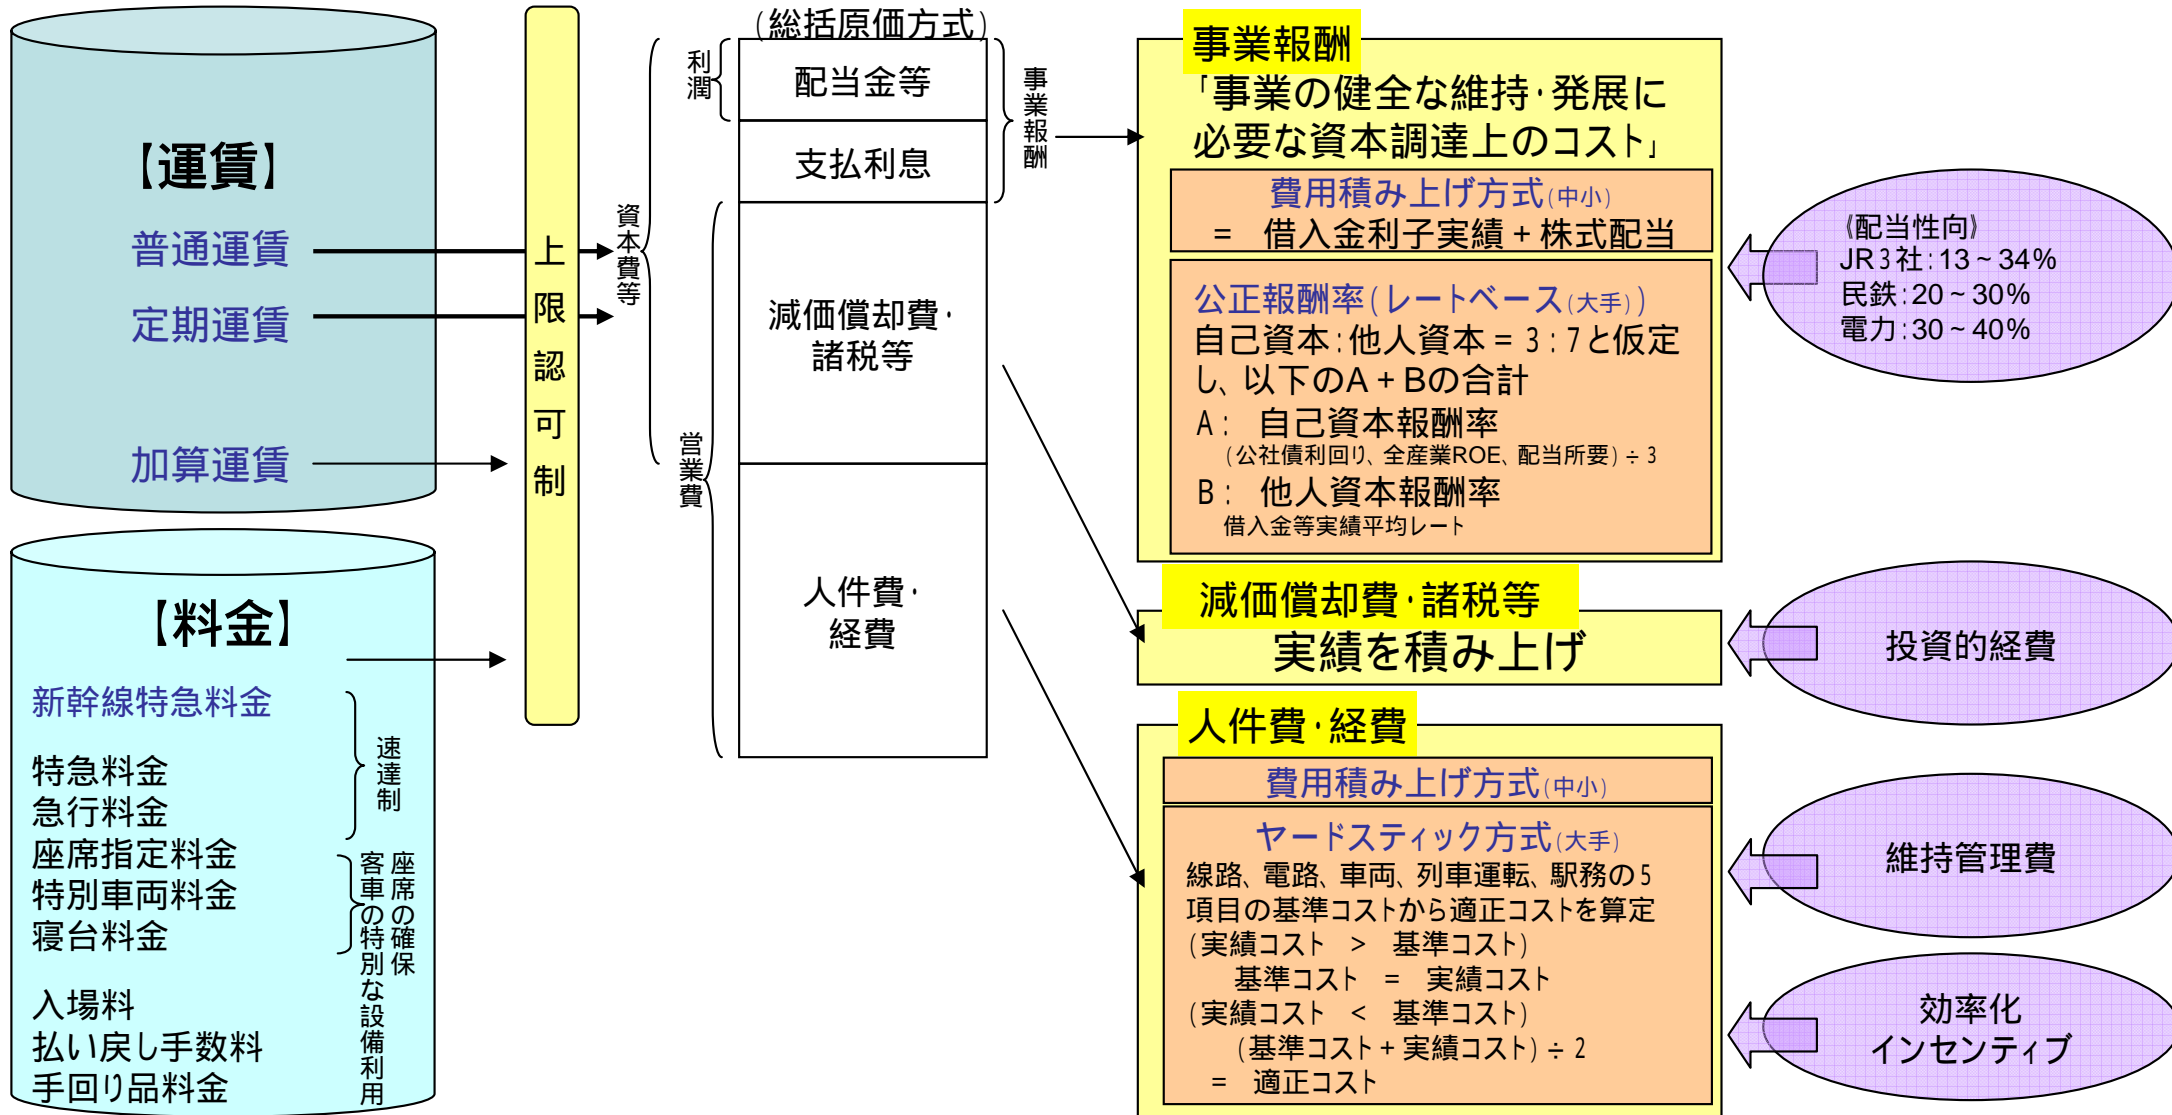 【運賃】
普通運賃
定期運賃
加算運賃
【料金】
新幹線特急料金
特急料金
急行料金
座席指定料金
特別車両料金
寝台料金
入場料
払い戻し手数料
手回り品料金
速達制
座席の確保
客車の特別な設備利用
上限認可制
(総括原価方式)
利潤
資本費等
営業費
配当金等
支払利息
減価償却費・
諸税等
人件費・
経費
事業報酬
事業報酬
「事業の健全な維持・発展に
必要な資本調達上のコスト」
費用積み上げ方式(中小)
= 借入金利子実績+株式配当
公正報酬率(レートベース(大手))
自己資本:他人資本=3:7と仮定
し、以下のA+Bの合計
A: 自己資本報酬率
(公社債利回り、全産業ROE、配当所要)÷3
B: 他人資本報酬率
借入金等実績平均レート
減価償却費・諸税等
実績を積み上げ
人件費・経費
費用積み上げ方式(中小)
ヤードスティック方式(大手)
線路、電路、車両、列車運転、駅務の5
項目の基準コストから適正コストを算定
(実績コスト > 基準コスト)
基準コスト = 実績コスト
(実績コスト < 基準コスト)
(基準コスト+実績コスト)÷2
= 適正コスト
《配当性向》
JR3社:13~34%
民鉄:20~30%
電力:30~40%
投資的経費
維持管理費
効率化
インセンティブ